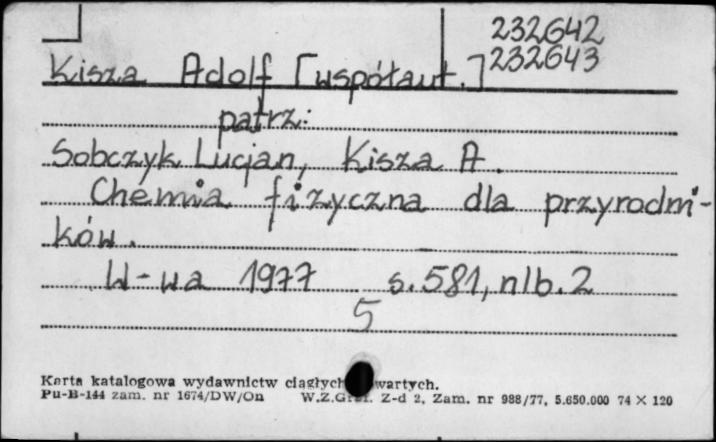 232642
232643
Kisza Adolf [współaut.]
patrz:
Sobczyk Lucjan, Kisza A.
Chemia fizyczna dla przyrodni-
ków.
W-wa 1977 s.581, nlb.2
5
Karta katalogowa wydawnictw ciągłych wartych.
Pu-B-144 zam. nr 1674/DW/On W.Z.Graf. Z-d 2, Zam. nr 988/77, 5.650.000 74 × 120